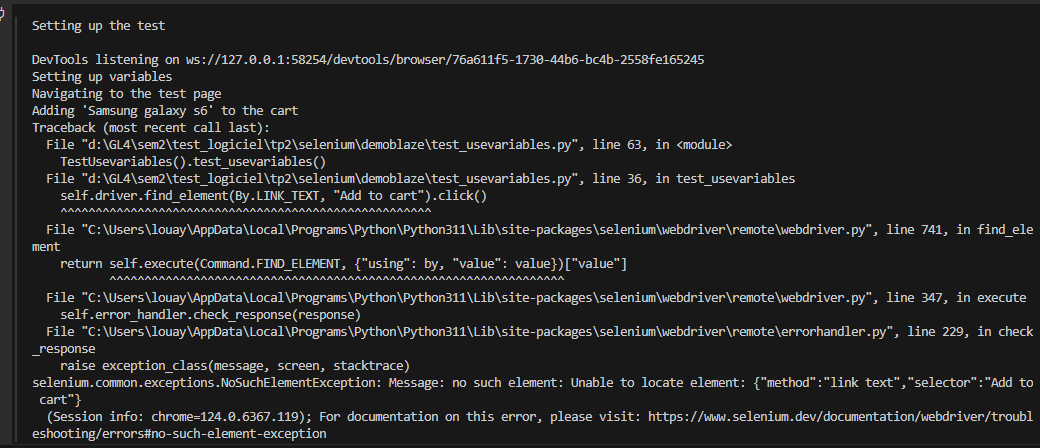 Setting up the test
DevTools listening on ws://127.0.0.1:58254/devtools/browser/76a611f5-1730-44b6-bc4b-2558fe165245
Setting up variables
Navigating to the test page
Adding 'Samsung galaxy s6' to the cart
Traceback (most recent call last):
  File "d:\GL4\sem2\test_logiciel\tp2\selenium\demoblaze\test_usevariables.py", line 63, in <module>
    TestUsevariables().test_usevariables()
  File "d:\GL4\sem2\test_logiciel\tp2\selenium\demoblaze\test_usevariables.py", line 36, in test_usevariables
    self.driver.find_element(By.LINK_TEXT, "Add to cart").click()
    ^^^^^^^^^^^^^^^^^^^^^^^^^^^^^^^^^^^^^^^^^^^^^^^^^^^^^
  File "C:\Users\louay\AppData\Local\Programs\Python\Python311\Lib\site-packages\selenium\webdriver\remote\webdriver.py", line 741, in find_ele
ment
    return self.execute(Command.FIND_ELEMENT, {"using": by, "value": value})["value"]
           ^^^^^^^^^^^^^^^^^^^^^^^^^^^^^^^^^^^^^^^^^^^^^^^^^^^^^^^^^^^^^^^^^
  File "C:\Users\louay\AppData\Local\Programs\Python\Python311\Lib\site-packages\selenium\webdriver\remote\webdriver.py", line 347, in execute
    self.error_handler.check_response(response)
  File "C:\Users\louay\AppData\Local\Programs\Python\Python311\Lib\site-packages\selenium\webdriver\remote\errorhandler.py", line 229, in check
_response
    raise exception_class(message, screen, stacktrace)
selenium.common.exceptions.NoSuchElementException: Message: no such element: Unable to locate element: {"method":"link text","selector":"Add to
 cart"}
  (Session info: chrome=124.0.6367.119); For documentation on this error, please visit: https://www.selenium.dev/documentation/webdriver/troubl
eshooting/errors#no-such-element-exception